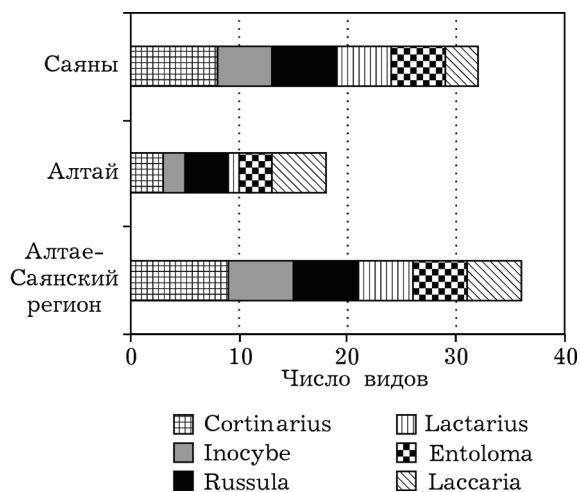 Саяны
Алтай
Алтае-
Саянский
регион
0 10 20 30 40
Число видов
Cortinarius Lactarius
Inocybe Entoloma
Russula Laccaria